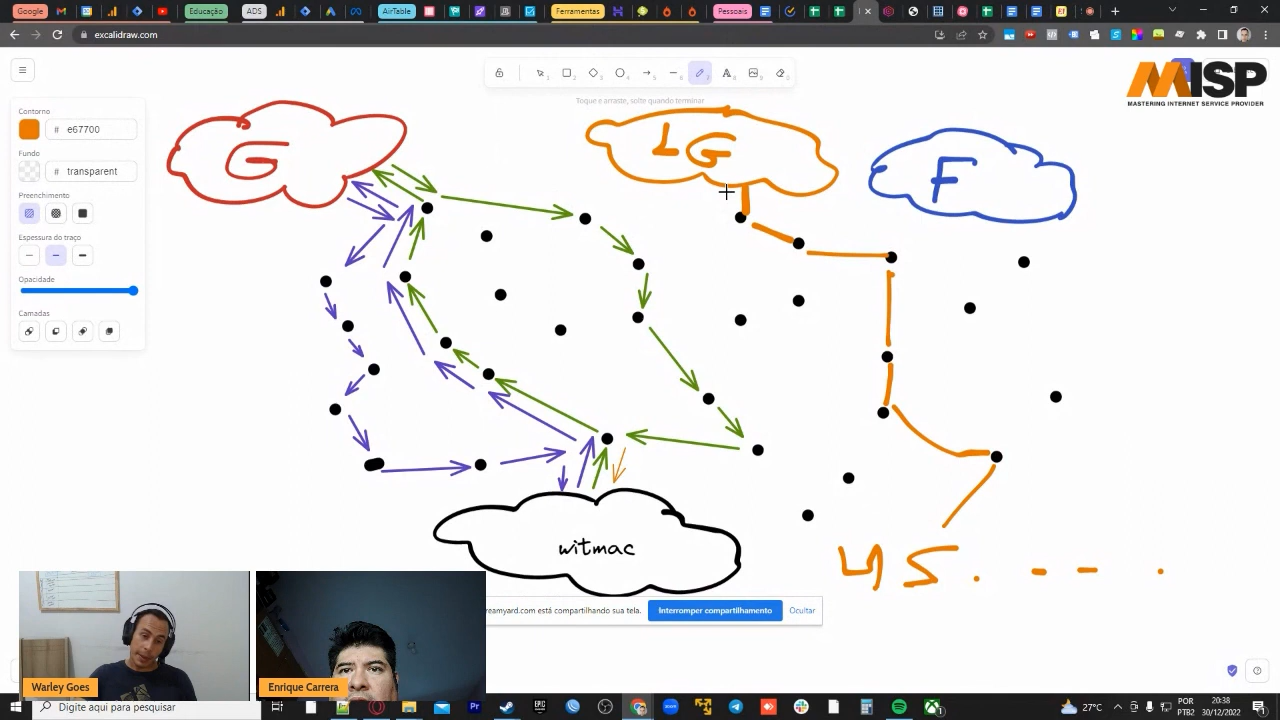 Google
M
Educação
ADS
AirTable
Ferramentas
Pessoais
excalidraw.com
MISP
MASTERING INTERNET SERVICE PROVIDER
Toque e arraste, solte quando terminar
Contorno
# e67700
Fundo
# transparent
Preenchimento
Espessura do traço
Opacidade
Camadas
G
LG
F
witmac
45. - - .
reamyard.com está compartilhando sua tela.
Interromper compartilhamento
Ocultar
Warley Goes
Enrique Carrera
Digite aqui para pesquisar
27°C
POR
PTB2
20:38
30/12/2022